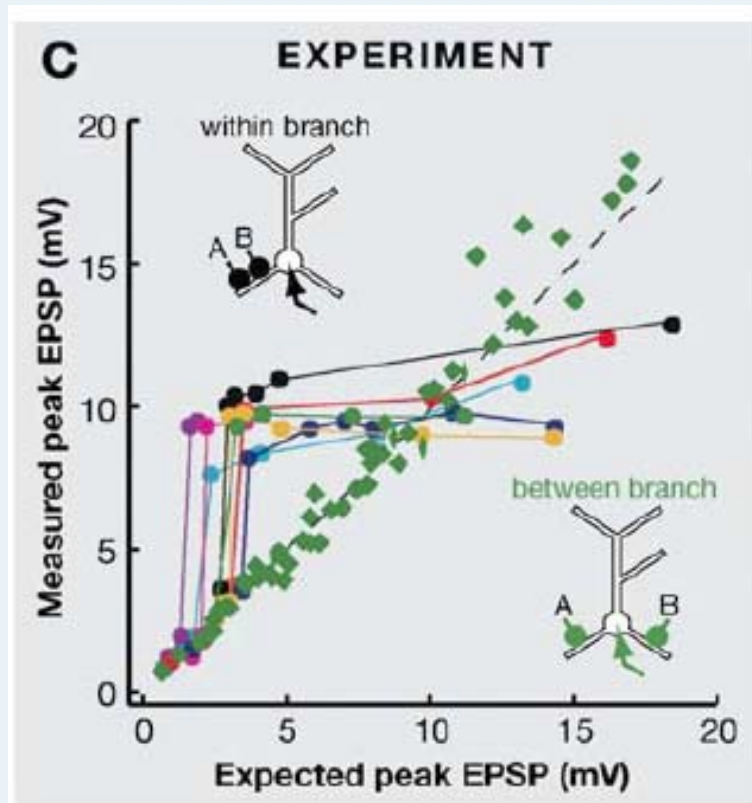 C EXPERIMENT
20
within branch
A B
15
10
between branch
A B
5
0
0 5 10 15 20
Measured peak EPSP (mV)
Expected peak EPSP (mV)